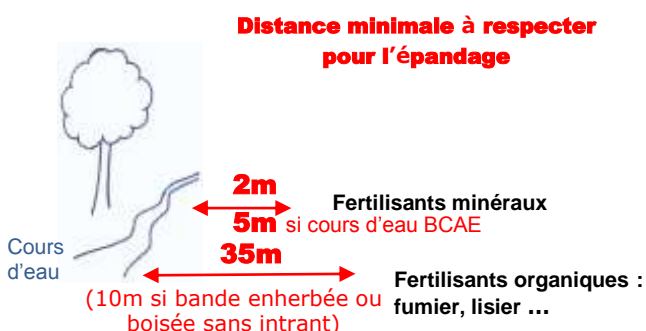 Distance minimale à respecter
pour l'épandage
2m
Fertilisants minéraux
5m si cours d'eau BCAE
35m
Cours
d'eau
Fertilisants organiques :
fumier, lisier ...
(10m si bande enherbée ou
boisée sans intrant)